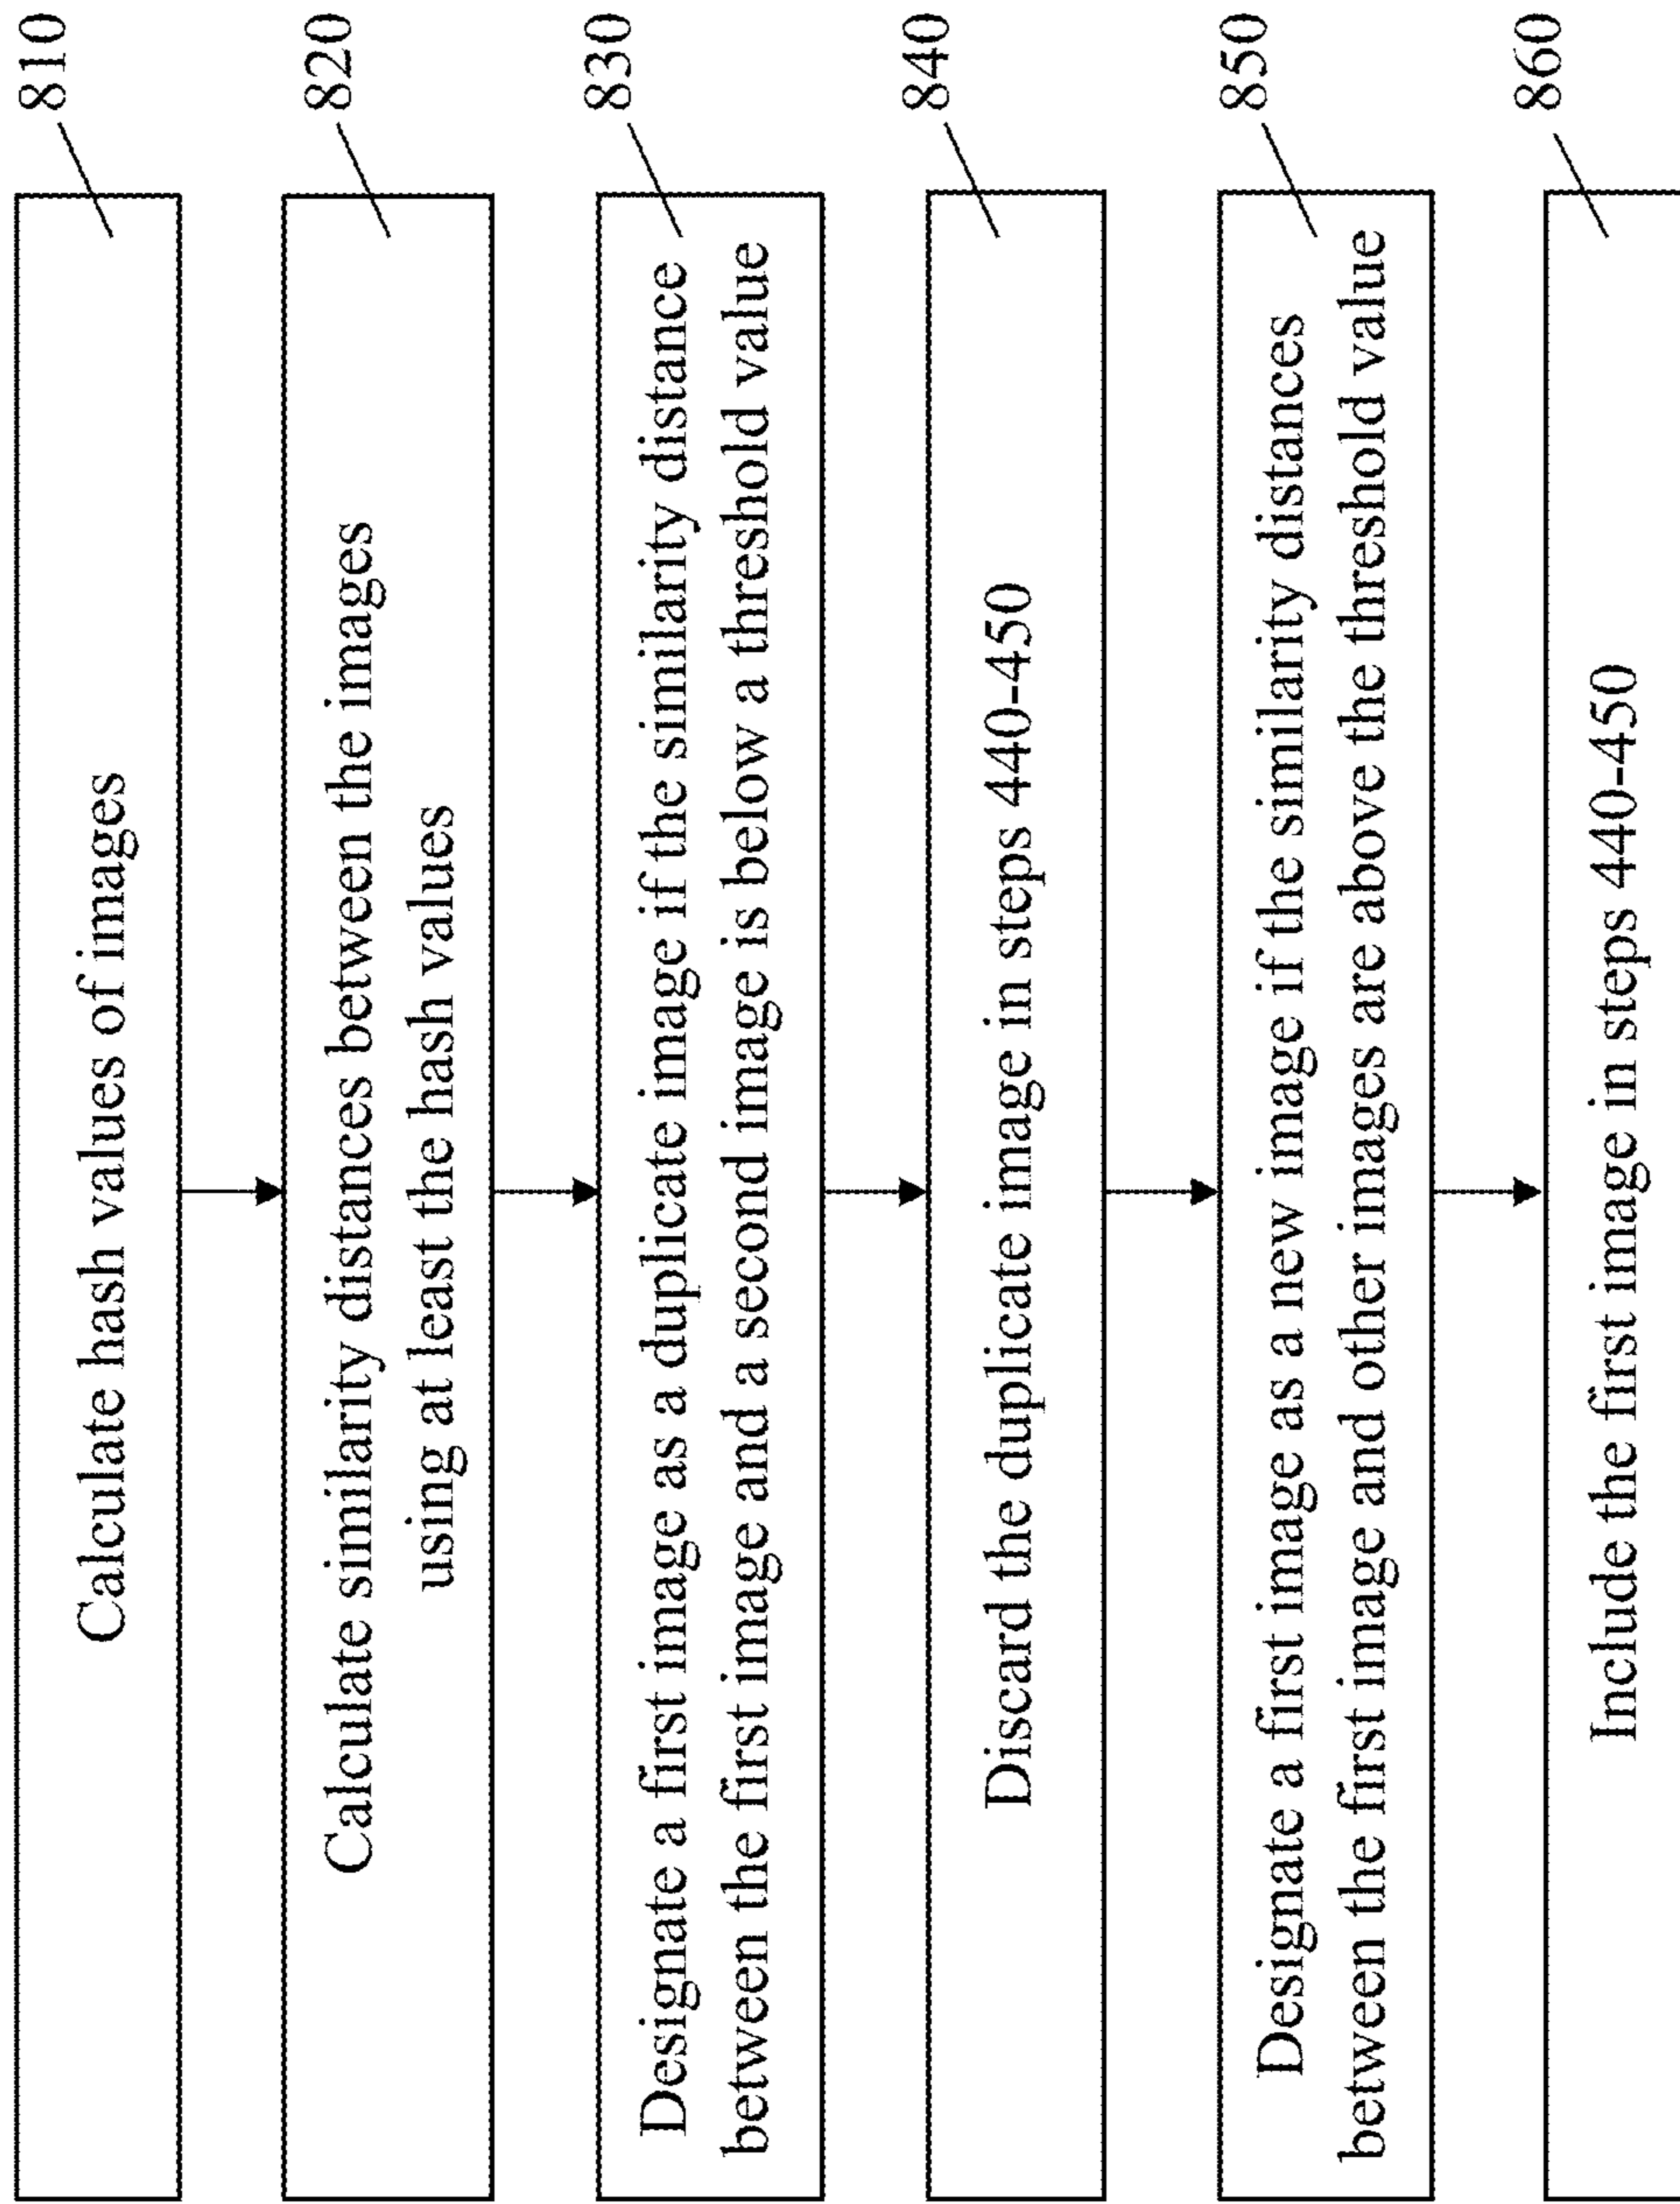 Calculate hash values of images
810
Calculate similarity distances between the images
using at least the hash values
820
Designate a first image as a duplicate image if the similarity distance
between the first image and a second image is below a threshold value
830
Discard the duplicate image in steps 440-450
840
Designate a first image as a new image if the similarity distances
between the first image and other images are above the threshold value
850
Include the first image in steps 440-450
860